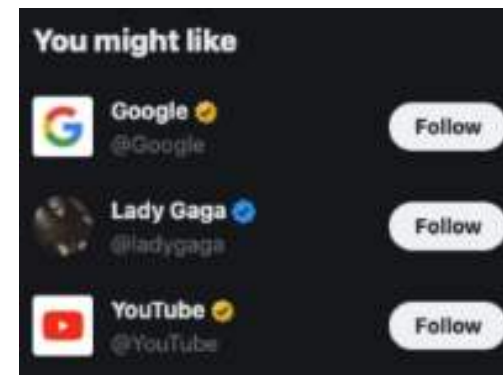 You might like
Google
@Google
Follow
Lady Gaga
@ladygaga
Follow
YouTube
@YouTube
Follow